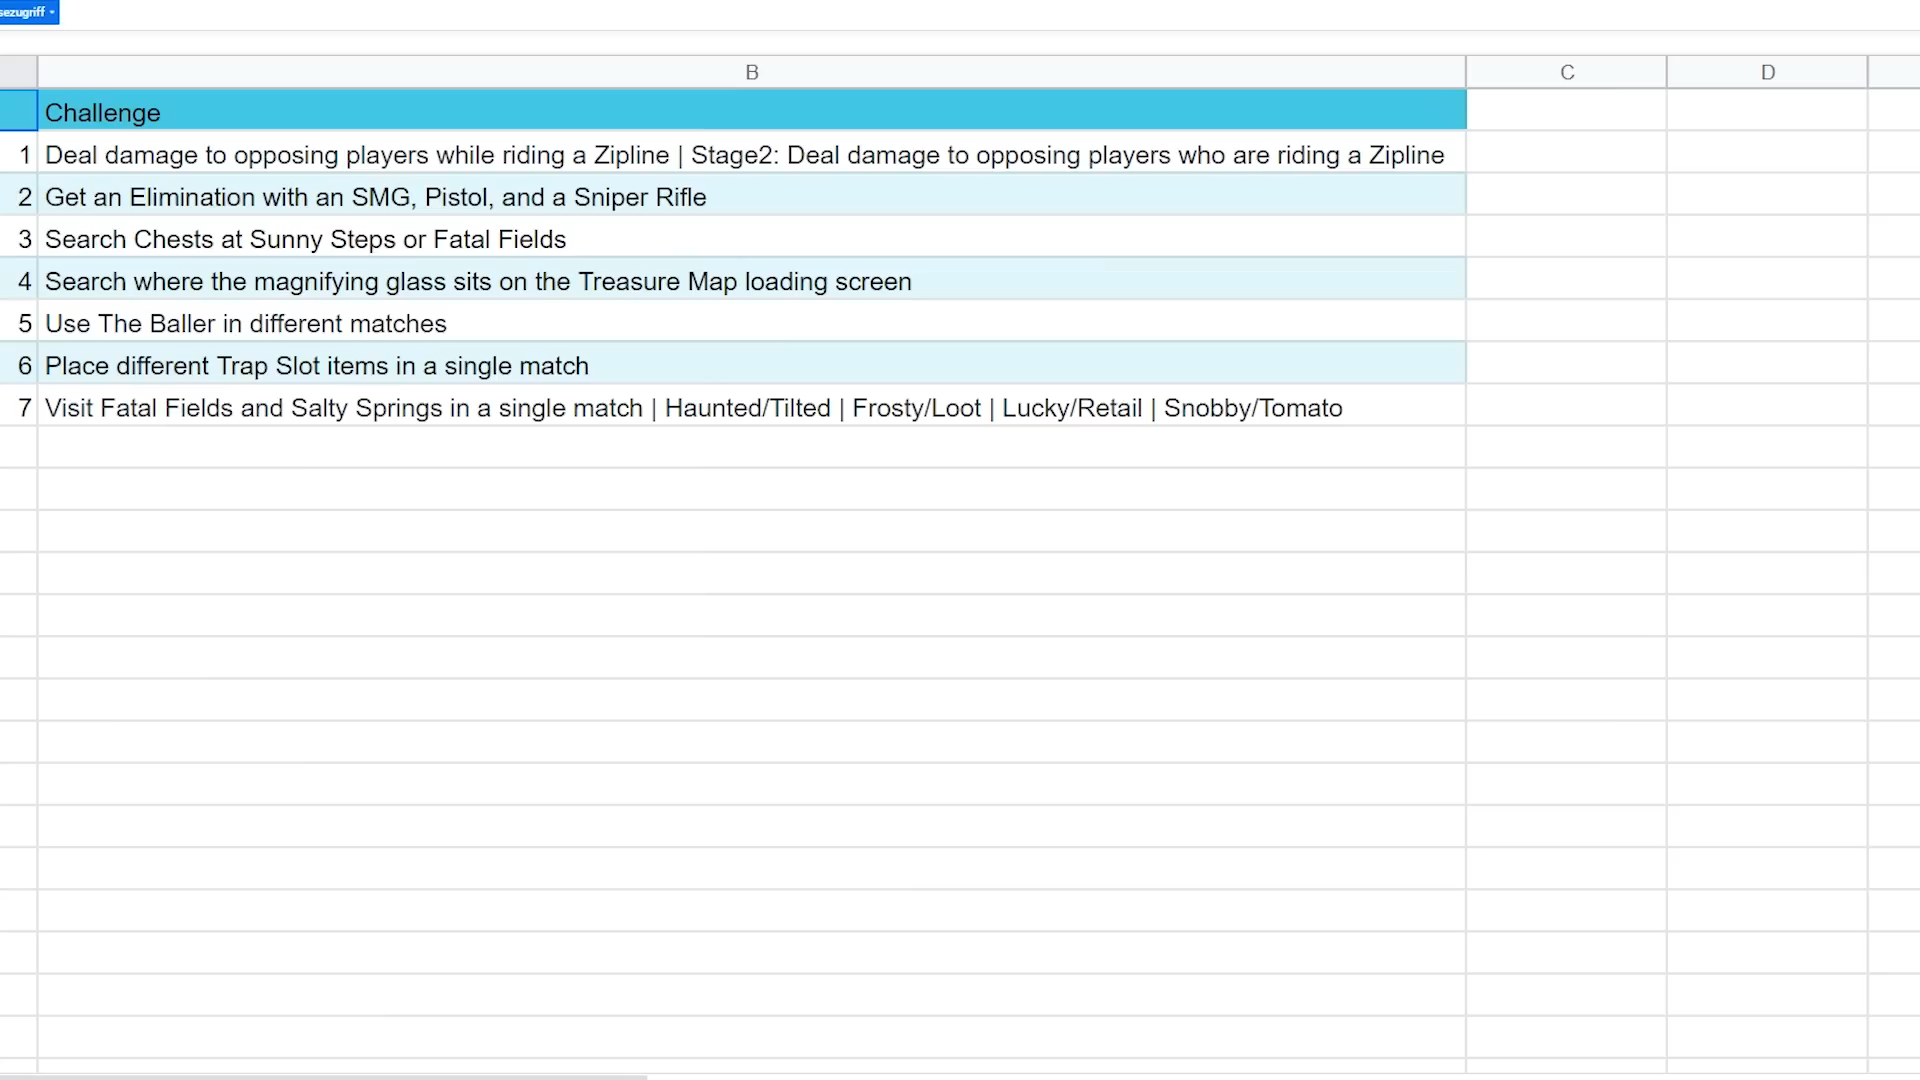 sezugriff
B C D
Challenge
1 Deal damage to opposing players while riding a Zipline | Stage2: Deal damage to opposing players who are riding a Zipline
2 Get an Elimination with an SMG, Pistol, and a Sniper Rifle
3 Search Chests at Sunny Steps or Fatal Fields
4 Search where the magnifying glass sits on the Treasure Map loading screen
5 Use The Baller in different matches
6 Place different Trap Slot items in a single match
7 Visit Fatal Fields and Salty Springs in a single match | Haunted/Tilted | Frosty/Loot | Lucky/Retail | Snobby/Tomato